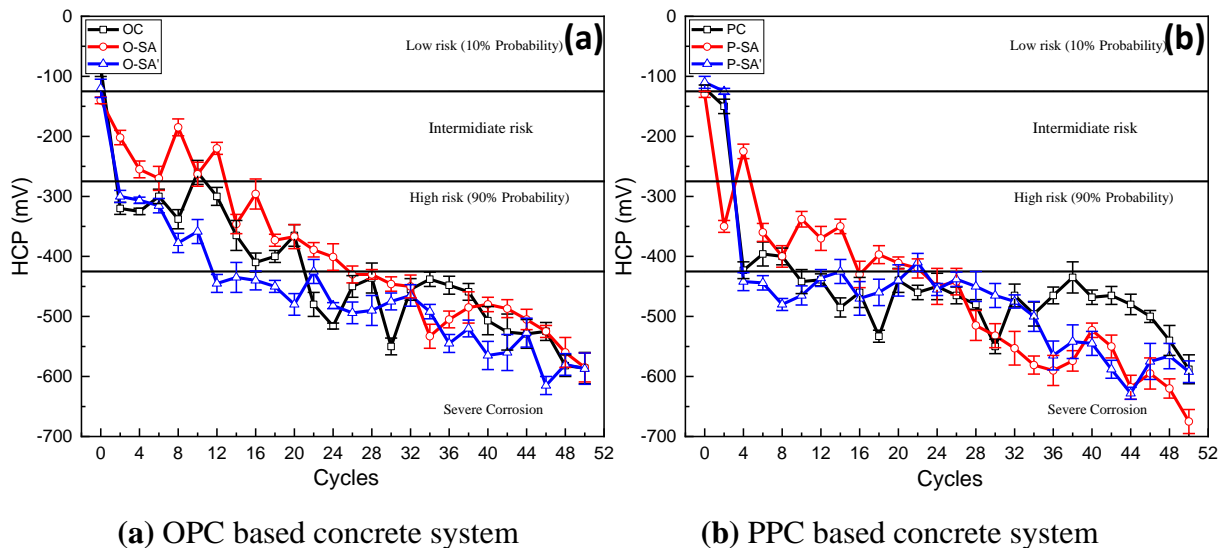 (a)
OC
O-SA
O-SA'
Low risk (10% Probability)
Intermidiate risk
High risk (90% Probability)
Severe Corrosion
0
-100
-200
-300
-400
-500
-600
-700
HCP (mV)
0 4 8 12 16 20 24 28 32 36 40 44 48 52
Cycles
(a) OPC based concrete system
(b)
PC
P-SA
P-SA'
Low risk (10% Probability)
Intermidiate risk
High risk (90% Probability)
Severe Corrosion
0
-100
-200
-300
-400
-500
-600
-700
HCP (mV)
0 4 8 12 16 20 24 28 32 36 40 44 48 52
Cycles
(b) PPC based concrete system